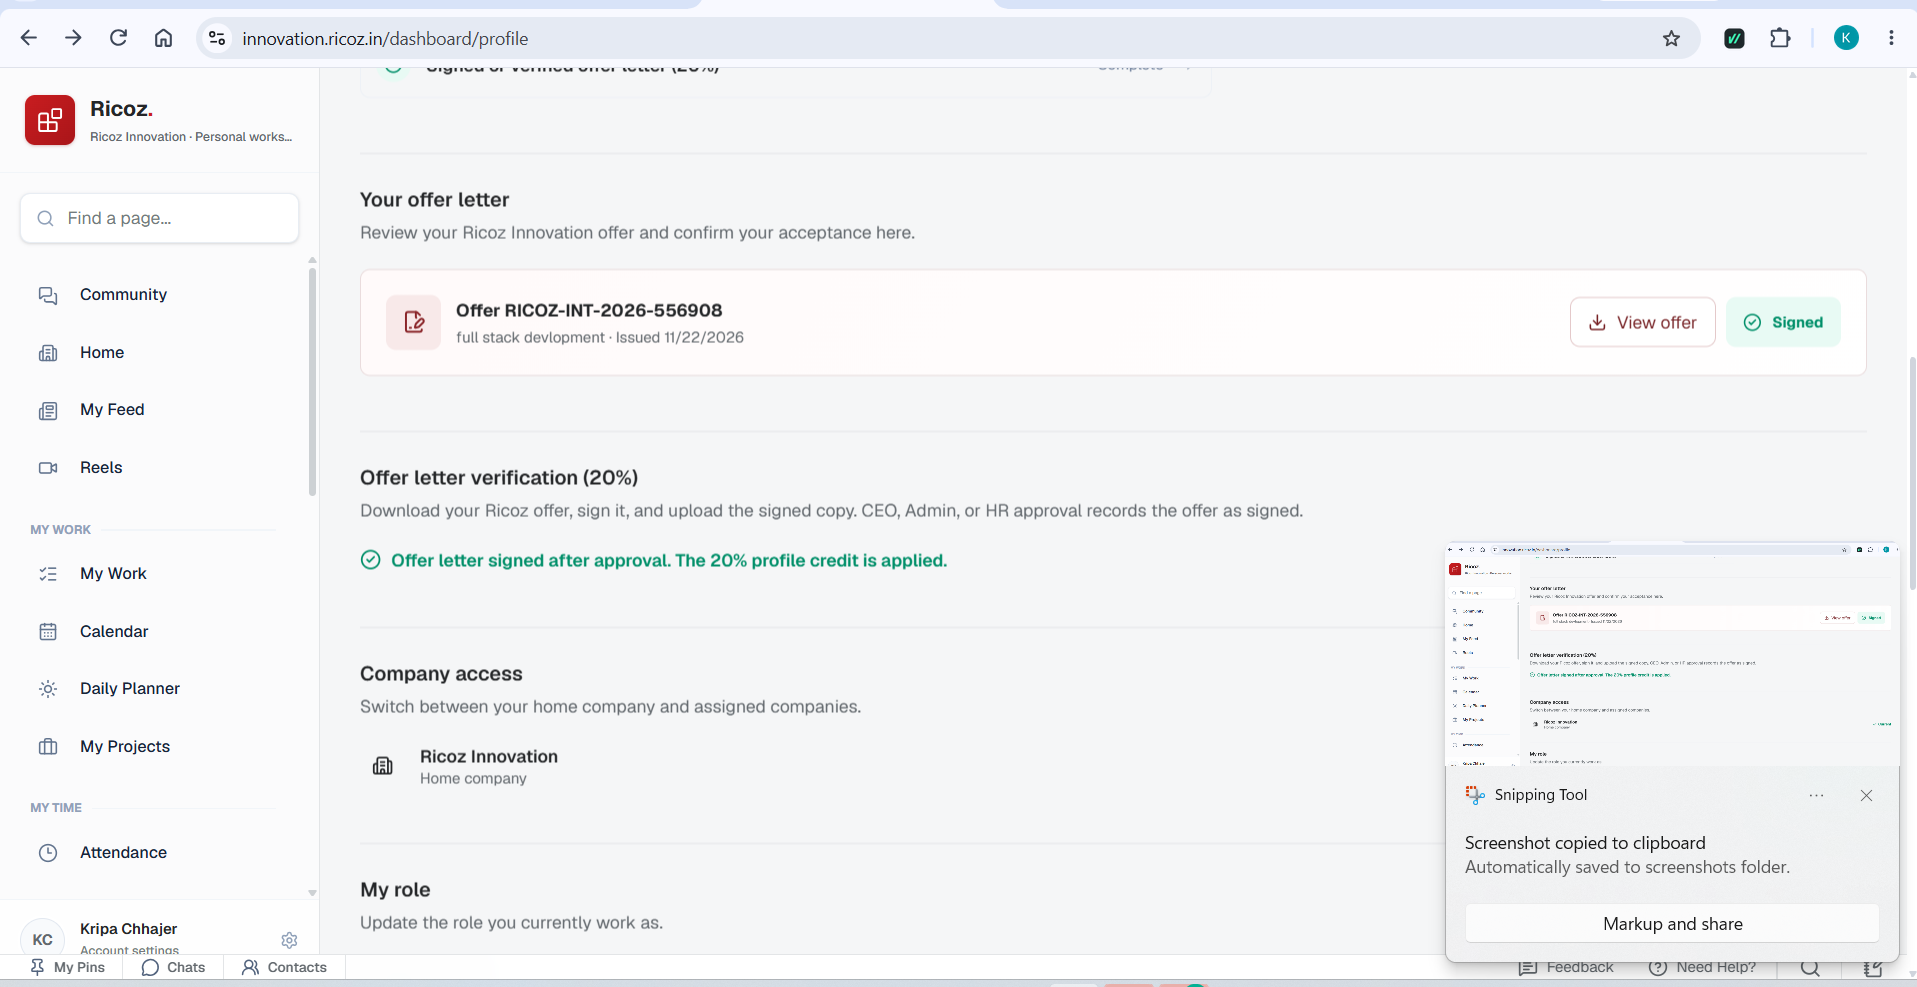 innovation.ricoz.in/dashboard/profile
K
Ricoz.
Ricoz Innovation · Personal works...
Find a page...
Community
Home
My Feed
Reels
MY WORK
My Work
Calendar
Daily Planner
My Projects
MY TIME
Attendance
KC
Kripa Chhajer
Account settings
Signed or verified offer letter (20%)
Complete
Your offer letter
Review your Ricoz Innovation offer and confirm your acceptance here.
Offer RICOZ-INT-2026-556908
full stack devlopment · Issued 11/22/2026
View offer
Signed
Offer letter verification (20%)
Download your Ricoz offer, sign it, and upload the signed copy. CEO, Admin, or HR approval records the offer as signed.
Offer letter signed after approval. The 20% profile credit is applied.
Company access
Switch between your home company and assigned companies.
Ricoz Innovation
Home company
My role
Update the role you currently work as.
Snipping Tool
Screenshot copied to clipboard
Automatically saved to screenshots folder.
Markup and share
My Pins
Chats
Contacts
Feedback
Need Help?